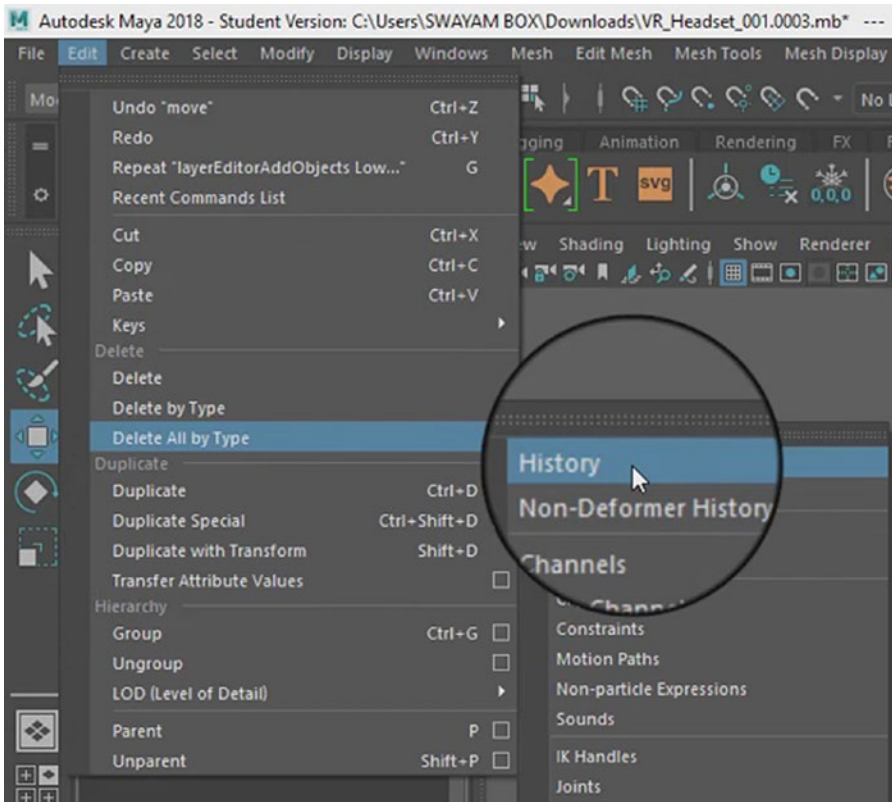 Autodesk Maya 2018 - Student Version: C:\Users\SWAYAM BOX\Downloads\VR_Headset_001.0003.mb* ---
File Edit Create Select Modify Display Windows Mesh Edit Mesh Mesh Tools Mesh Display
Animation Rendering FX
T svg 0,0,0
Shading Lighting Show Renderer
Undo "move" Ctrl+Z
Redo Ctrl+Y
Repeat "layerEditorAddObjects Low..." G
Recent Commands List
Cut Ctrl+X
Copy Ctrl+C
Paste Ctrl+V
Keys
Delete
Delete
Delete by Type
Delete All by Type
Duplicate
Duplicate Ctrl+D
Duplicate Special Ctrl+Shift+D
Duplicate with Transform Shift+D
Transfer Attribute Values
Hierarchy
Group Ctrl+G
Ungroup
LOD (Level of Detail)
Parent P
Unparent Shift+P
History
Non-Deformer History
Channels
Constraints
Motion Paths
Non-particle Expressions
Sounds
IK Handles
Joints